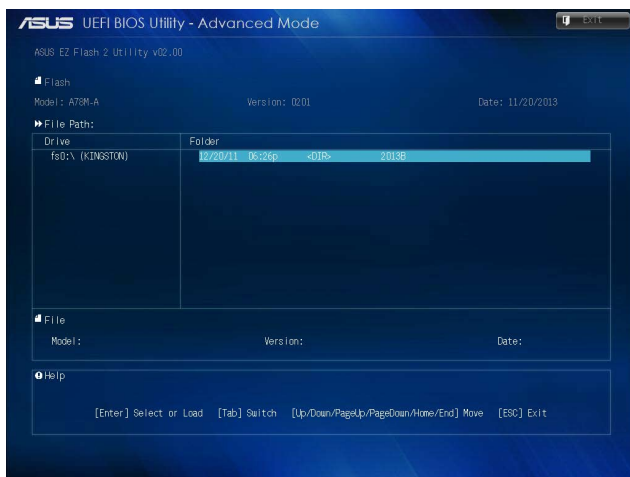 ASUS UEFI BIOS Utility - Advanced Mode Exit
ASUS EZ Flash 2 Utility v02.00
Flash
Model: A78M-A Version: 0201 Date: 11/20/2013
File Path:
Drive Folder
fs0:\ (KINGSTON) 12/20/11 06:26p <DIR> 2013B
File
Model: Version: Date:
Help
[Enter] Select or Load [Tab] Switch [Up/Down/PageUp/PageDown/Home/End] Move [ESC] Exit